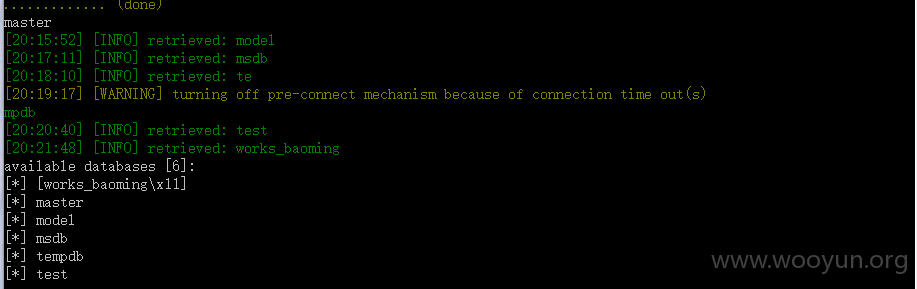 ............. (done)
master
[20:15:52] [INFO] retrieved: model
[20:17:11] [INFO] retrieved: msdb
[20:18:10] [INFO] retrieved: te
[20:19:17] [WARNING] turning off pre-connect mechanism because of connection time out(s)
mpdb
[20:20:40] [INFO] retrieved: test
[20:21:48] [INFO] retrieved: works_baoming
available databases [6]:
[*] [works_baoming\x11]
[*] master
[*] model
[*] msdb
[*] tempdb
[*] test
www.wooyun.org